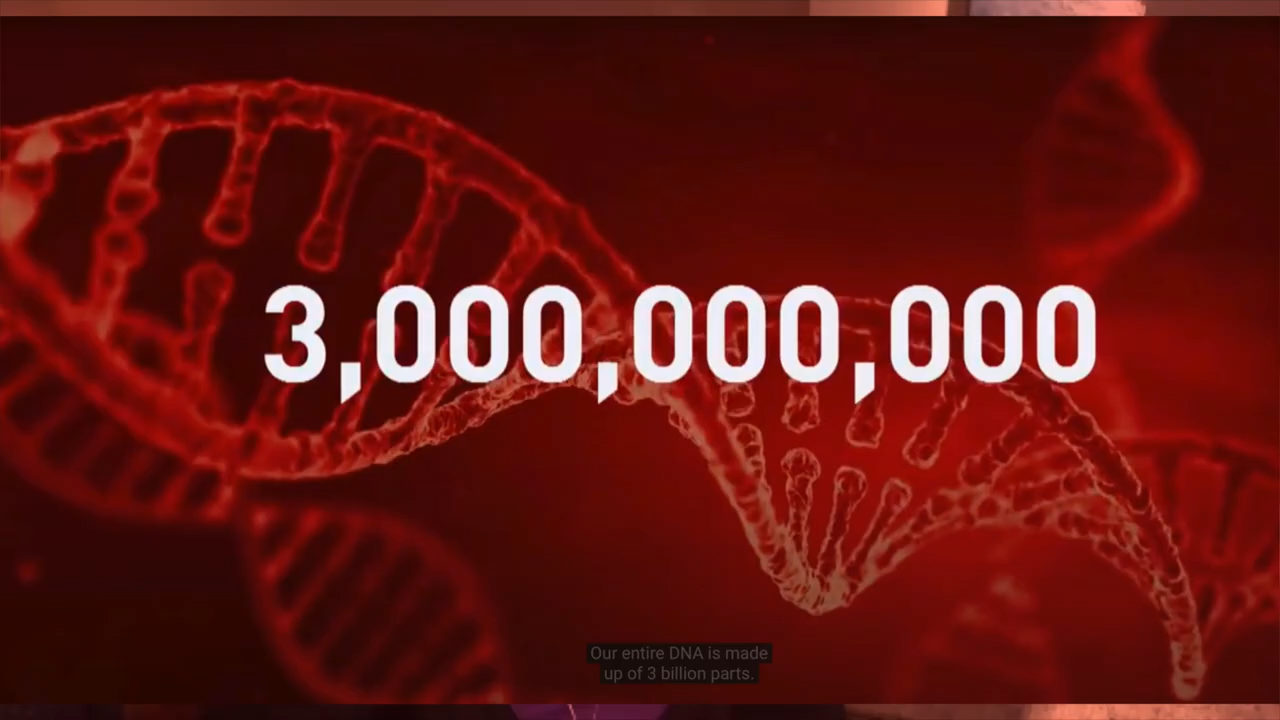 3,000,000,000
Our entire DNA is made
up of 3 billion parts.